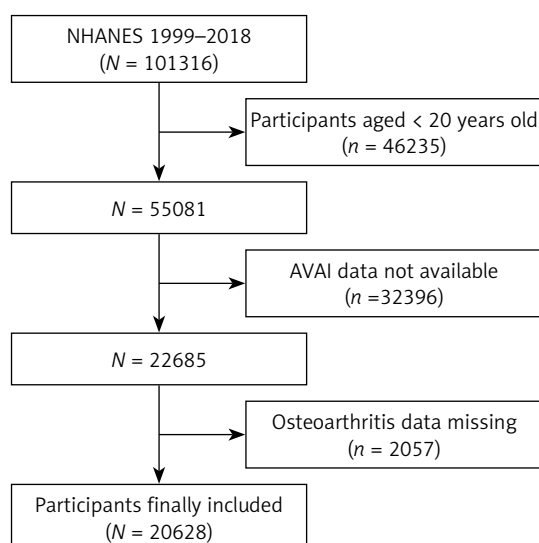 NHANES 1999–2018
(N = 101316)
Participants aged < 20 years old
(n = 46235)
N = 55081
AVAI data not available
(n =32396)
N = 22685
Osteoarthritis data missing
(n = 2057)
Participants finally included
(N = 20628)